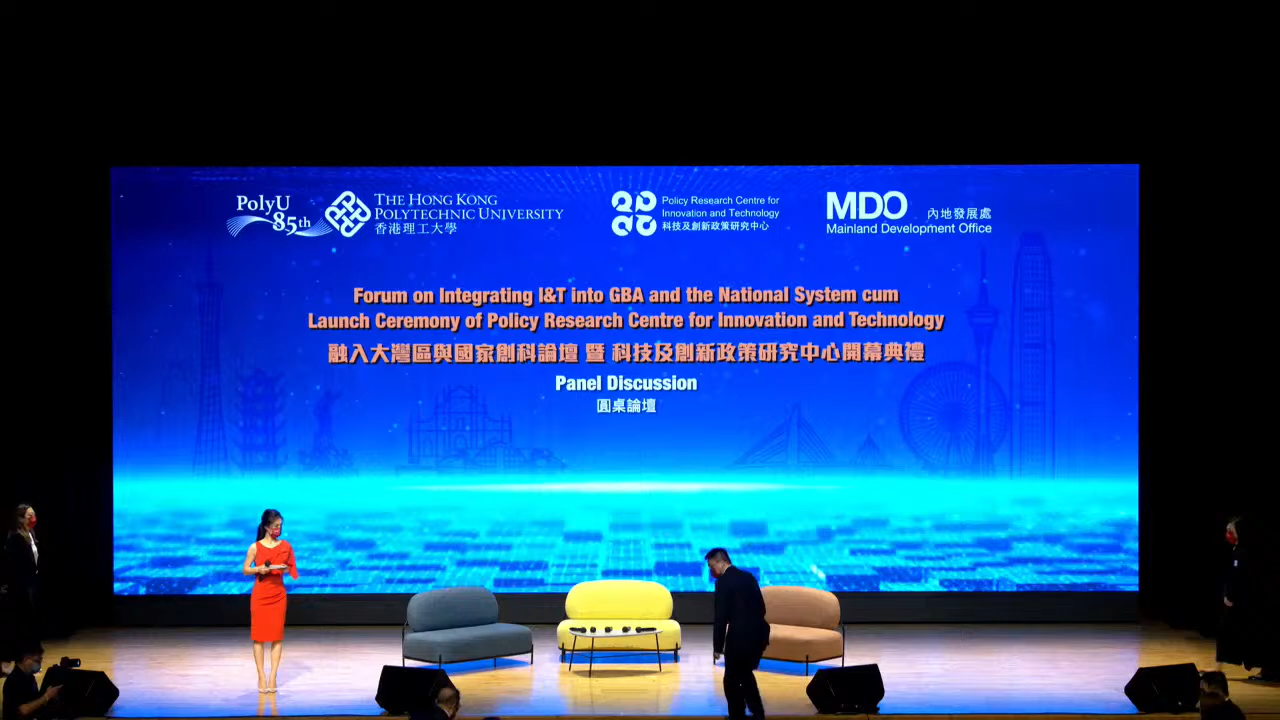 PolyU
85th
THE HONG KONG
POLYTECHNIC UNIVERSITY
香港理工大學
Policy Research Centre for
Innovation and Technology
科技及創新政策研究中心
MDO 內地發展處
Mainland Development Office
Forum on Integrating I&T into GBA and the National System cum
Launch Ceremony of Policy Research Centre for Innovation and Technology
融入大灣區與國家創科論壇 暨 科技及創新政策研究中心開幕典禮
Panel Discussion
圓桌論壇